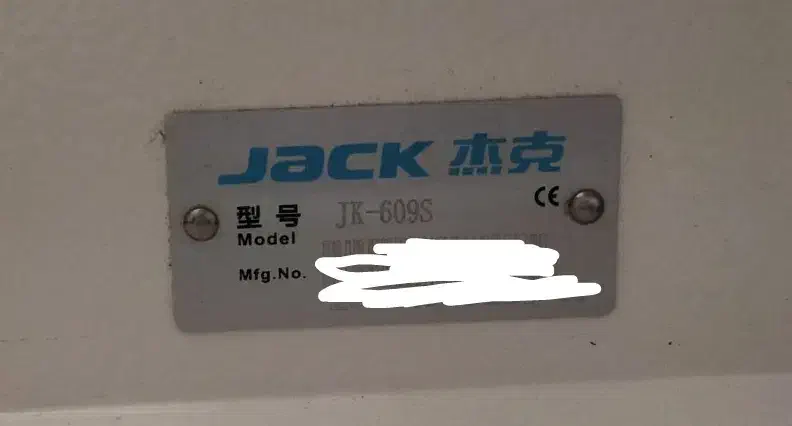 JACK 杰克
CE
型号 JK-609S
Model
Mfg.No.